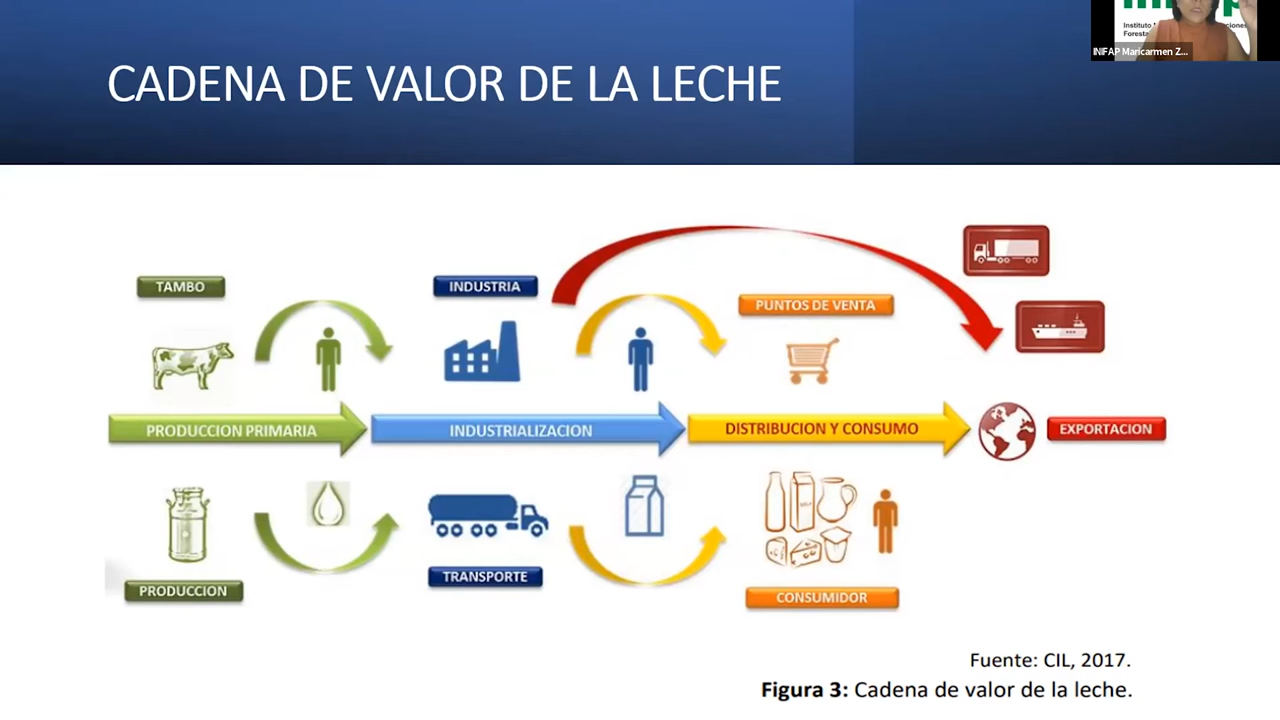 Instituto
Foresta
INIFAP Maricarmen Z...
CADENA DE VALOR DE LA LECHE
TAMBO
INDUSTRIA
PUNTOS DE VENTA
PRODUCCION PRIMARIA
INDUSTRIALIZACION
DISTRIBUCION Y CONSUMO
EXPORTACION
PRODUCCION
TRANSPORTE
CONSUMIDOR
Fuente: CIL, 2017.
Figura 3: Cadena de valor de la leche.